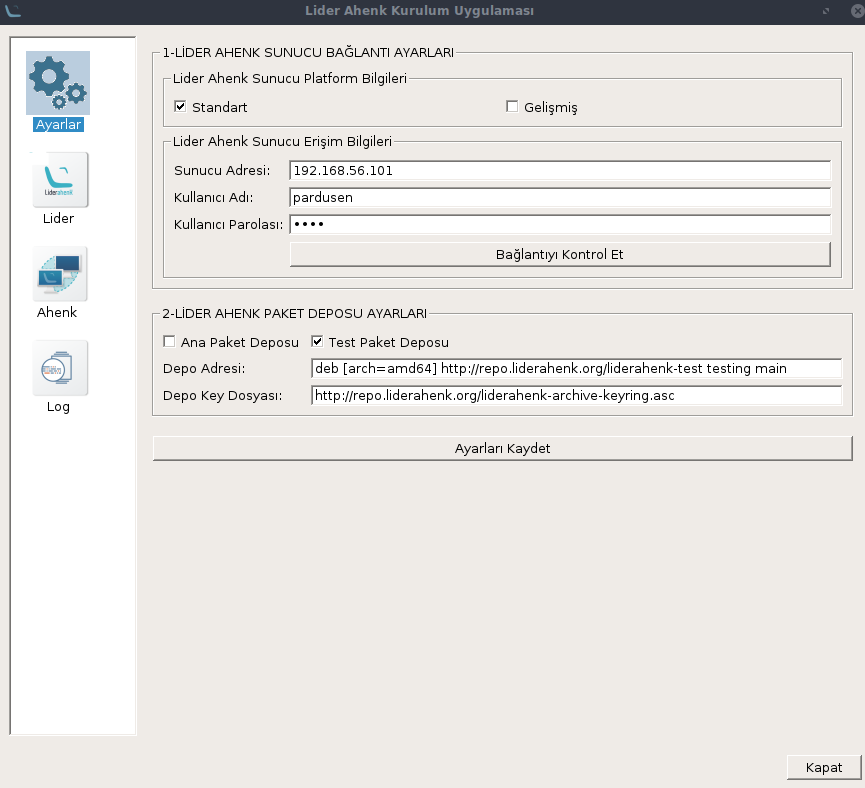 Lider Ahenk Kurulum Uygulaması
Ayarlar
Liderahenk
Lider
Ahenk
Log
1-LİDER AHENK SUNUCU BAĞLANTI AYARLARI
Lider Ahenk Sunucu Platform Bilgileri
Standart Gelişmiş
Lider Ahenk Sunucu Erişim Bilgileri
Sunucu Adresi: 192.168.56.101
Kullanıcı Adı: pardusen
Kullanıcı Parolası: ••••
Bağlantıyı Kontrol Et
2-LİDER AHENK PAKET DEPOSU AYARLARI
Ana Paket Deposu Test Paket Deposu
Depo Adresi: deb [arch=amd64] http://repo.liderahenk.org/liderahenk-test testing main
Depo Key Dosyası: http://repo.liderahenk.org/liderahenk-archive-keyring.asc
Ayarları Kaydet
Kapat